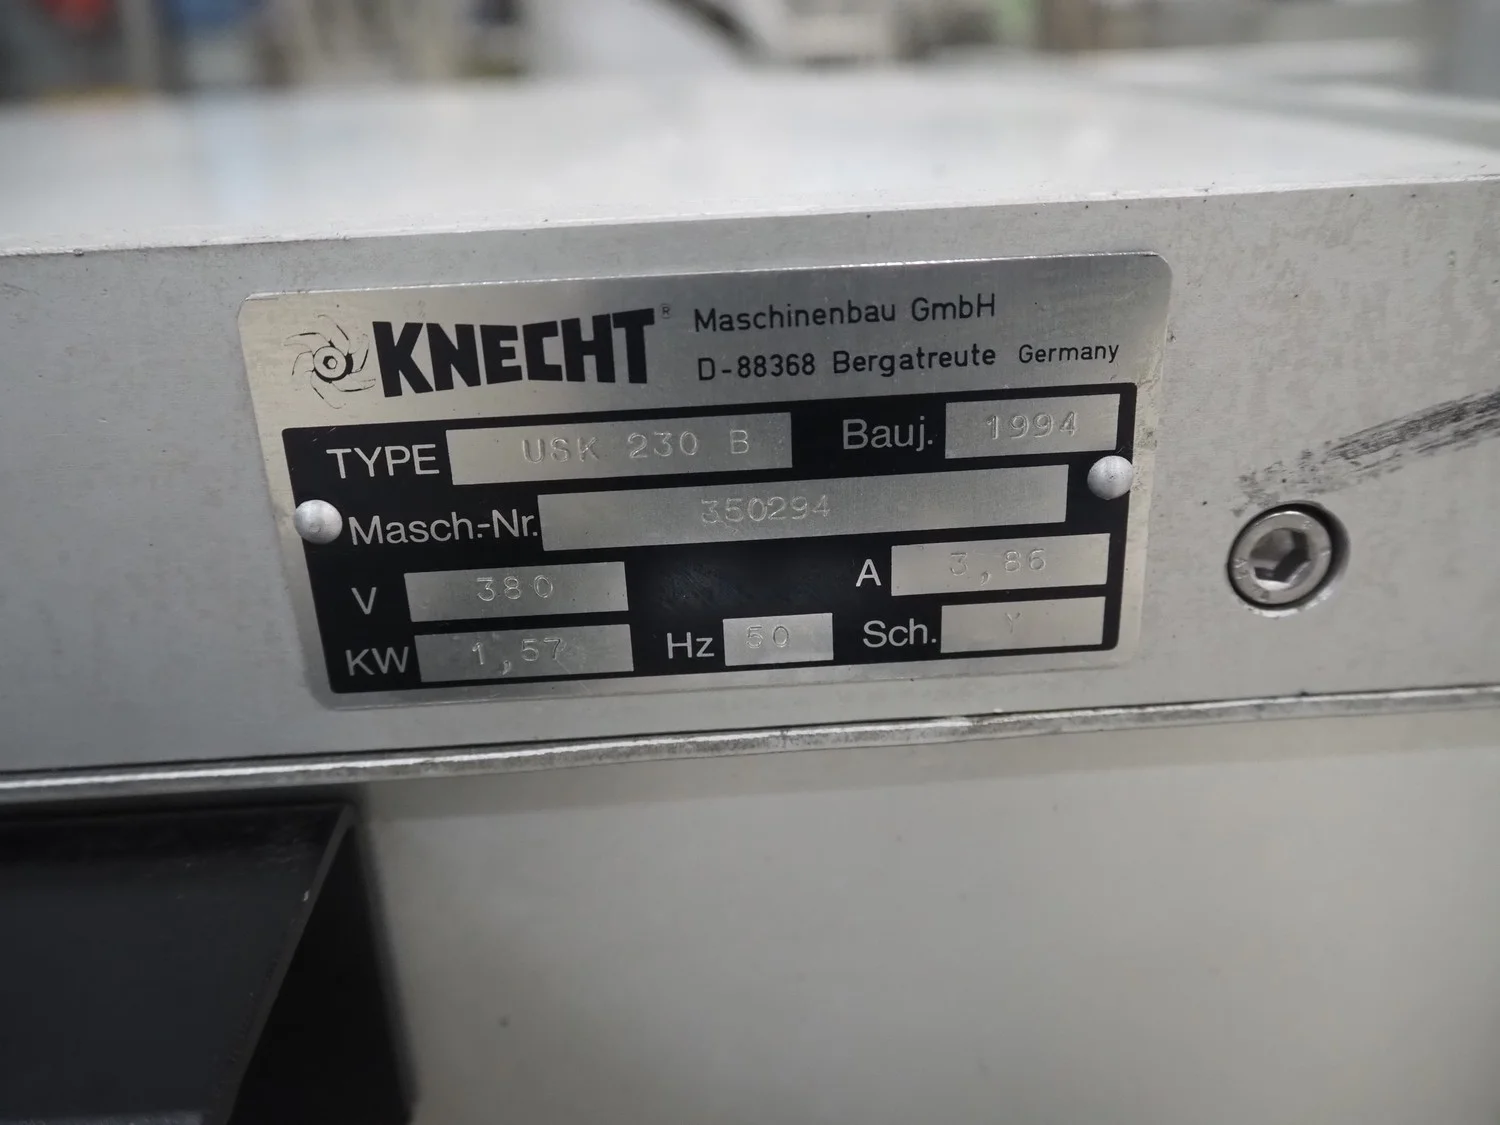 KNECHT® Maschinenbau GmbH
D-88368 Bergatreute Germany
TYPE USK 230 B Bauj. 1994
Masch.-Nr. 350294
V 380 A 3,86
KW 1,57 Hz 50 Sch. Y